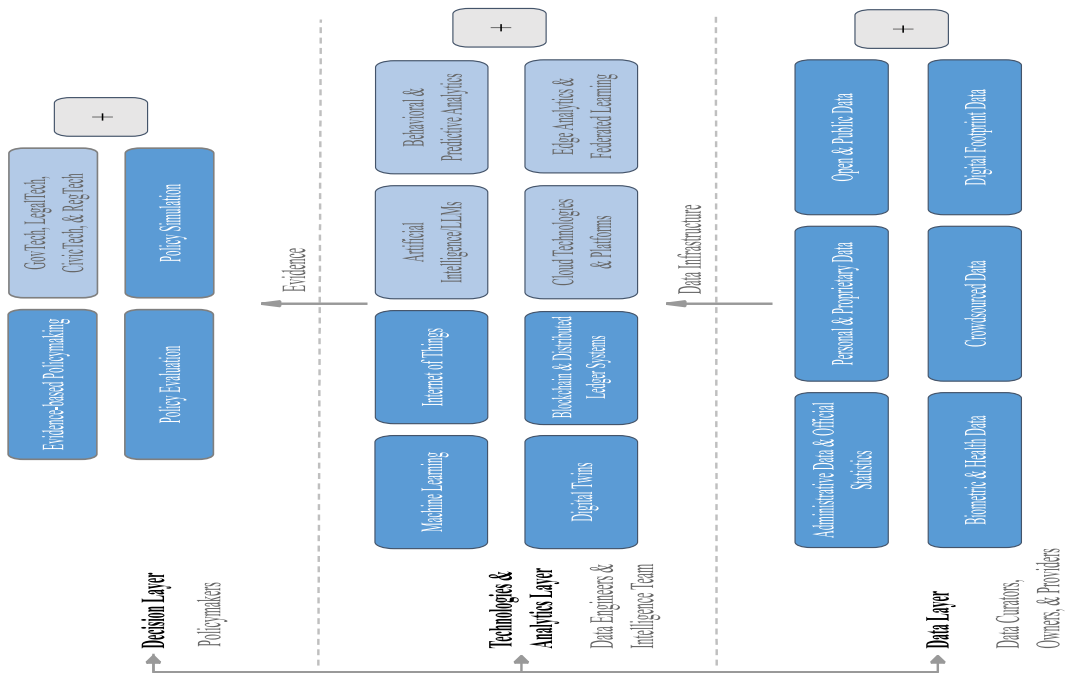 Decision Layer
Policymakers
Evidence-based Policymaking
GovTech, LegalTech,
CivicTech, & RegTech
Policy Evaluation
Policy Simulation
+
Evidence
Technologies &
Analytics Layer
Data Engineers &
Intelligence Team
Machine Learning
Internet of Things
Artificial
Intelligence/LLMs
Behavioral &
Predictive Analytics
Digital Twins
Blockchain & Distributed
Ledger Systems
Cloud Technologies
& Platforms
Edge Analytics &
Federated Learning
+
Data Infrastructure
Data Layer
Data Curators,
Owners, & Providers
Administrative Data & Official
Statistics
Personal & Proprietary Data
Open & Public Data
Biometric & Health Data
Crowdsourced Data
Digital Footprint Data
+